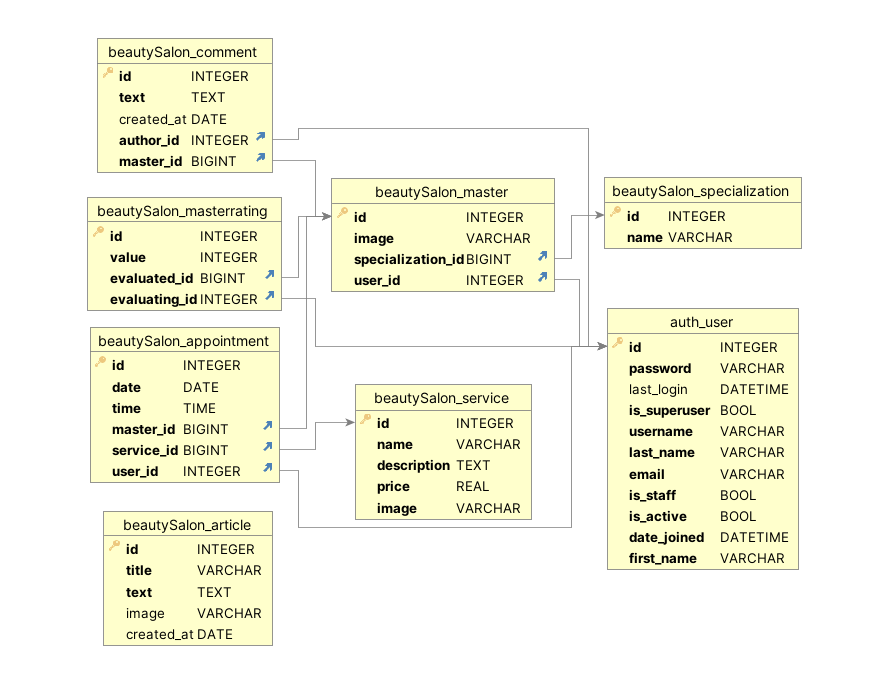 beautySalon_comment
id INTEGER
text TEXT
created_at DATE
author_id INTEGER
master_id BIGINT
beautySalon_masterrating
id INTEGER
value INTEGER
evaluated_id BIGINT
evaluating_id INTEGER
beautySalon_appointment
id INTEGER
date DATE
time TIME
master_id BIGINT
service_id BIGINT
user_id INTEGER
beautySalon_article
id INTEGER
title VARCHAR
text TEXT
image VARCHAR
created_at DATE
beautySalon_master
id INTEGER
image VARCHAR
specialization_id BIGINT
user_id INTEGER
beautySalon_service
id INTEGER
name VARCHAR
description TEXT
price REAL
image VARCHAR
beautySalon_specialization
id INTEGER
name VARCHAR
auth_user
id INTEGER
password VARCHAR
last_login DATETIME
is_superuser BOOL
username VARCHAR
last_name VARCHAR
email VARCHAR
is_staff BOOL
is_active BOOL
date_joined DATETIME
first_name VARCHAR